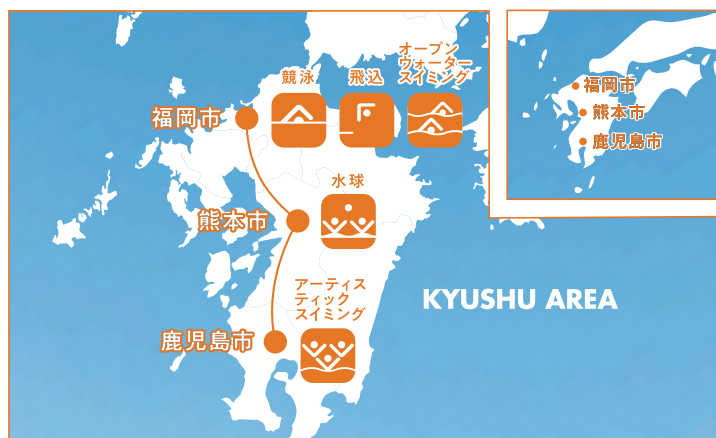 オープン
ウォーター
スイミング
競泳
飛込
福岡市
水球
熊本市
アーティス
ティック
スイミング
鹿児島市
KYUSHU AREA
福岡市
熊本市
鹿児島市